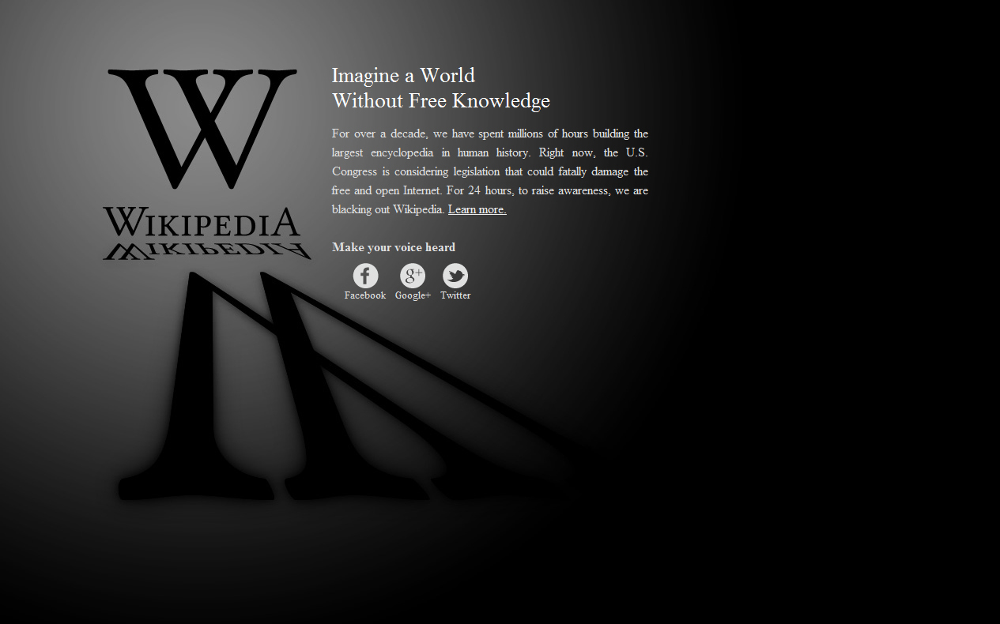 W
WIKIPEDIA
Imagine a World
Without Free Knowledge
For over a decade, we have spent millions of hours building the
largest encyclopedia in human history. Right now, the U.S.
Congress is considering legislation that could fatally damage the
free and open Internet. For 24 hours, to raise awareness, we are
blacking out Wikipedia. Learn more.
Make your voice heard
f g+
Facebook Google+ Twitter